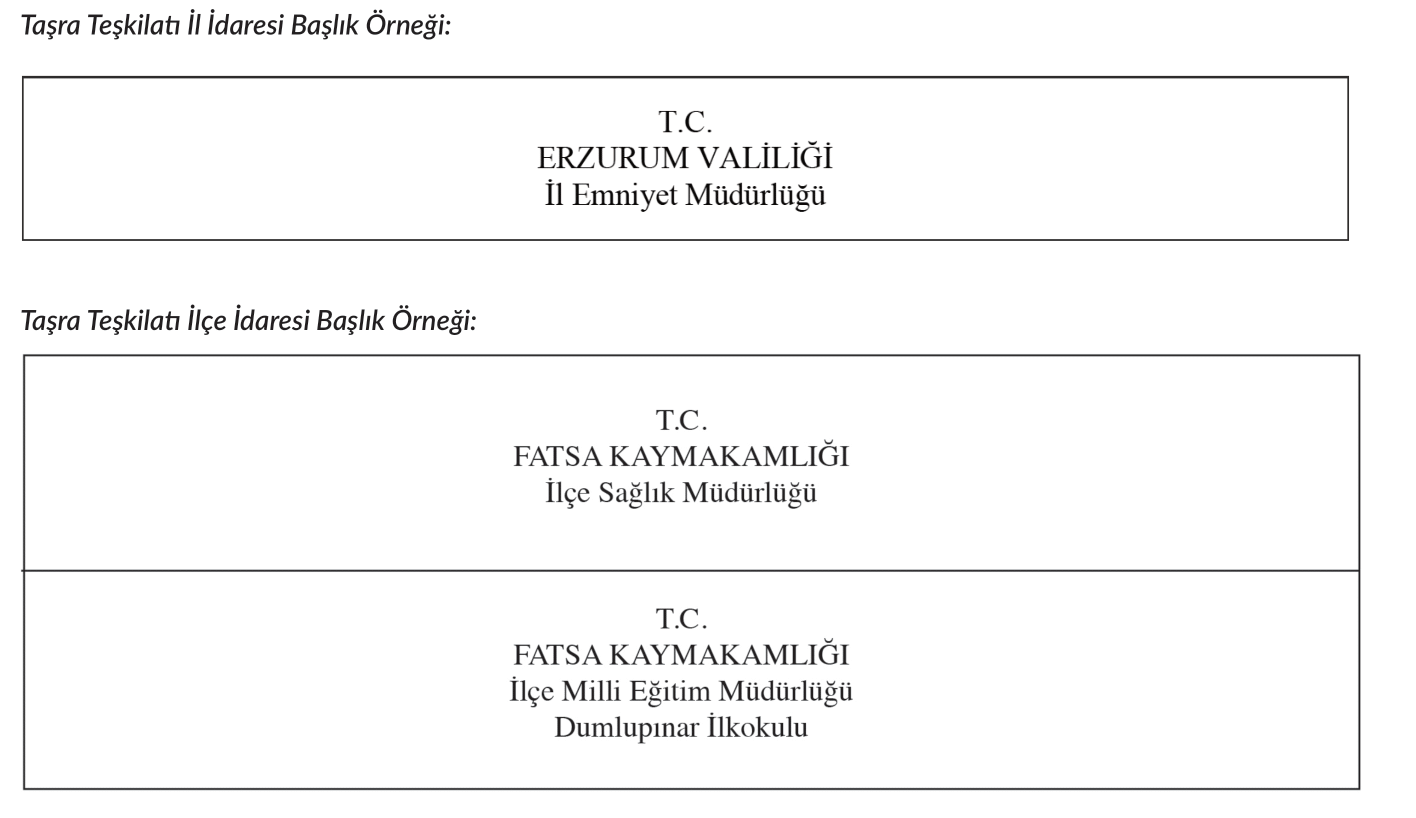 Taşra Teşkilatı İl İdaresi Başlık Örneği:
T.C.
ERZURUM VALİLİĞİ
İl Emniyet Müdürlüğü
Taşra Teşkilatı İlçe İdaresi Başlık Örneği:
T.C.
FATSA KAYMAKAMLIĞI
İlçe Sağlık Müdürlüğü
T.C.
FATSA KAYMAKAMLIĞI
İlçe Milli Eğitim Müdürlüğü
Dumlupınar İlkokulu